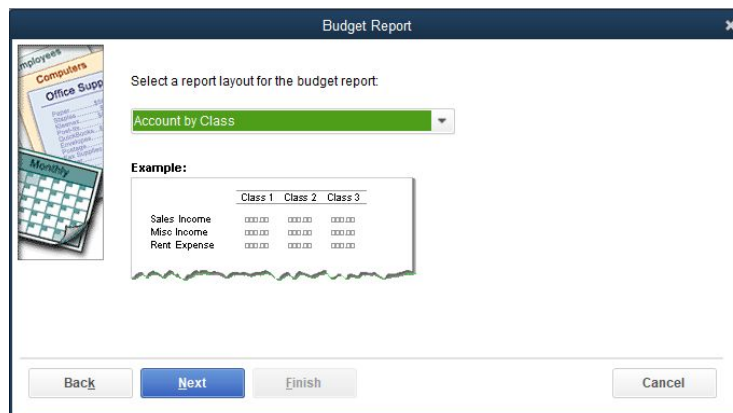 Budget Report
Employees
Computers
Office Supp
Monthly
Select a report layout for the budget report:
Account by Class
Example:
Class 1 Class 2 Class 3
Sales Income
Misc Income
Rent Expense
Back Next Finish Cancel